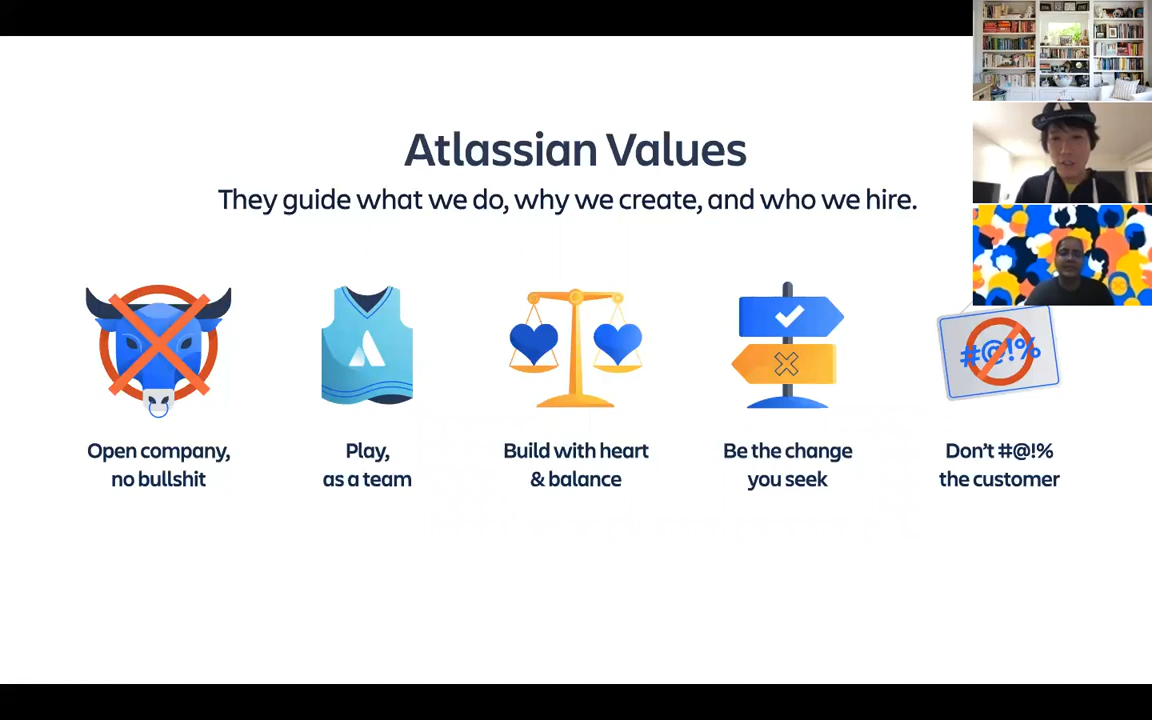 Atlassian Values
They guide what we do, why we create, and who we hire.
#@!%
Open company,
no bullshit
Play,
as a team
Build with heart
& balance
Be the change
you seek
Don’t #@!%
the customer